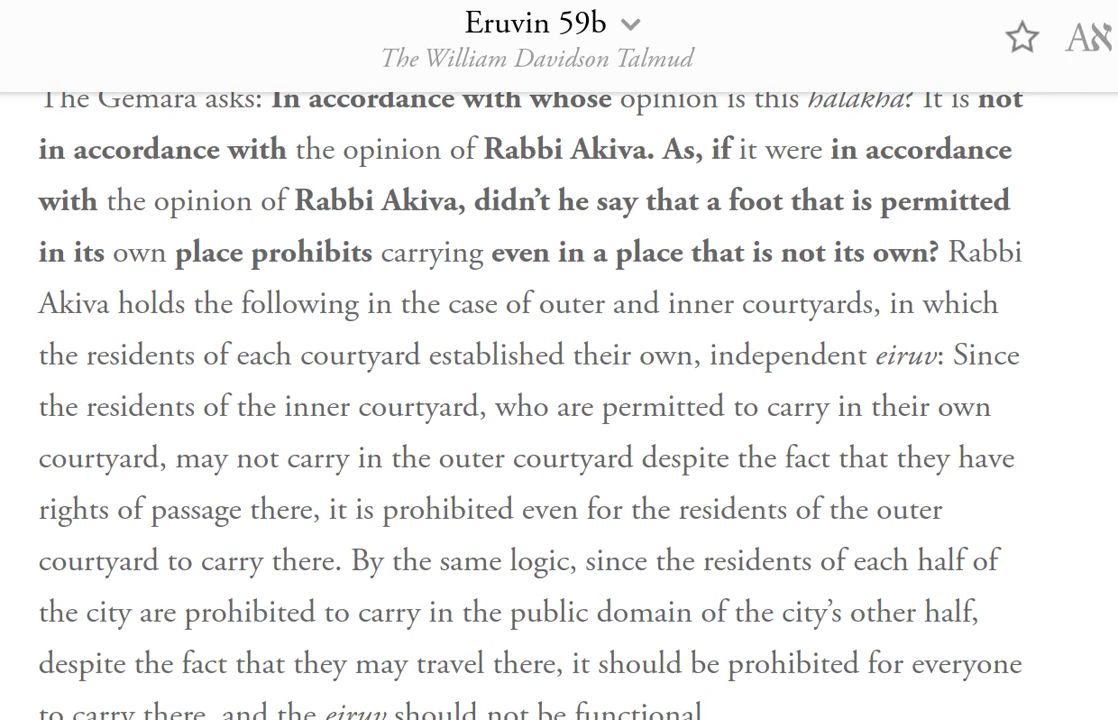 Eruvin 59b
The William Davidson Talmud
Aא
The Gemara asks: In accordance with whose opinion is this halakha? It is not
in accordance with the opinion of Rabbi Akiva. As, if it were in accordance
with the opinion of Rabbi Akiva, didn’t he say that a foot that is permitted
in its own place prohibits carrying even in a place that is not its own? Rabbi
Akiva holds the following in the case of outer and inner courtyards, in which
the residents of each courtyard established their own, independent eiruv: Since
the residents of the inner courtyard, who are permitted to carry in their own
courtyard, may not carry in the outer courtyard despite the fact that they have
rights of passage there, it is prohibited even for the residents of the outer
courtyard to carry there. By the same logic, since the residents of each half of
the city are prohibited to carry in the public domain of the city’s other half,
despite the fact that they may travel there, it should be prohibited for everyone
to carry there, and the eiruv should not be functional